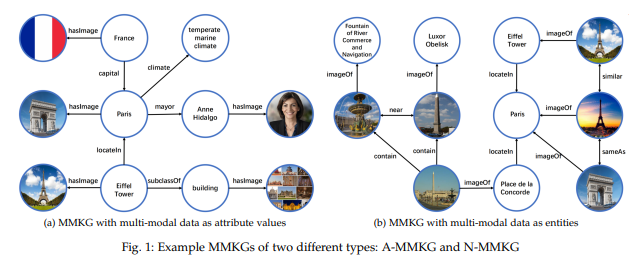 hasImage
France
temperate
marine
climate
capital
climate
hasImage
Paris
mayor
Anne
Hidalgo
hasImage
locateIn
hasImage
Eiffel
Tower
subclassOf
building
hasImage
(a) MMKG with multi-modal data as attribute values
Fountain
of River
Commerce
and
Navigation
Luxor
Obelisk
Eiffel
Tower
imageOf
imageOf
imageOf
locateIn
similar
near
Paris
imageOf
contain
contain
locateIn
imageOf
sameAs
imageOf
Place de la
Concorde
(b) MMKG with multi-modal data as entities
Fig. 1: Example MMKGs of two different types: A-MMKG and N-MMKG